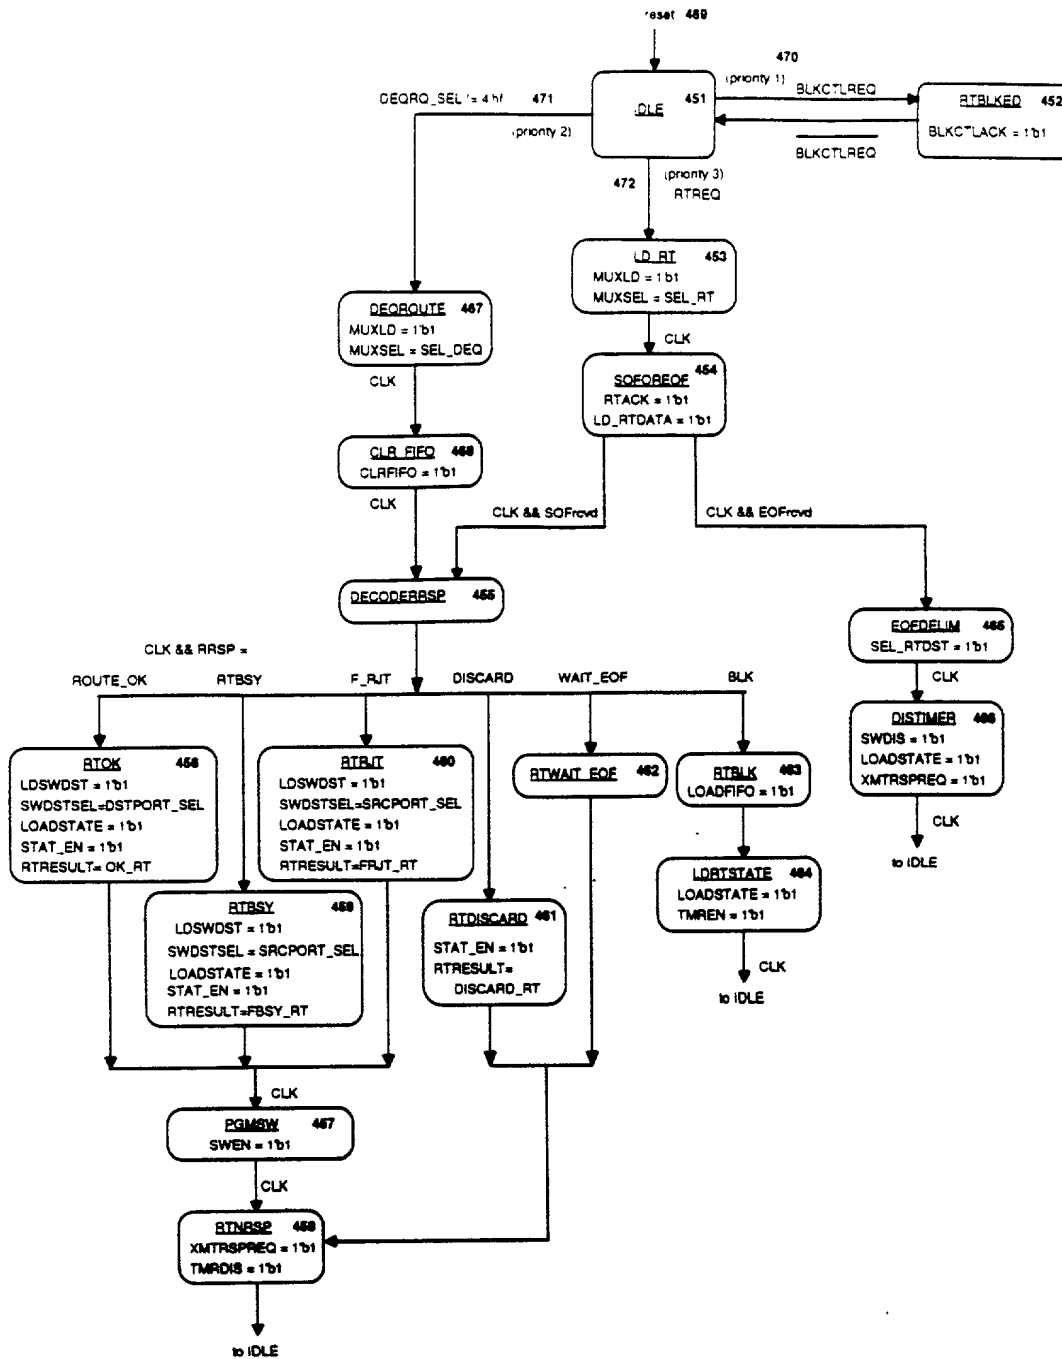 reset 469
470
(priority 1)
BLKCTLREQ
IDLE 451
RTBLKED 452
BLKCTLACK = 1'b1
BLKCTLREQ
DEQRQ_SEL != 4'hf 471
(priority 2)
472
(priority 3)
RTREQ
LD_RT 453
MUXLD = 1'b1
MUXSEL = SEL_RT
CLK
DEQROUTE 467
MUXLD = 1'b1
MUXSEL = SEL_DEQ
CLK
SOFOREOF 454
RTACK = 1'b1
LD_RTDATA = 1'b1
CLR_FIFO 468
CLRFIFO = 1'b1
CLK
CLK && SOFrcvd
CLK && EOFrcvd
DECODERRSP 455
EOFDELIM 465
SEL_RTDST = 1'b1
CLK
DISTIMER 466
SWDIS = 1'b1
LOADSTATE = 1'b1
XMTRSPREQ = 1'b1
CLK
to IDLE
CLK && RRSP =
ROUTE_OK
RTBSY
F_RJT
DISCARD
WAIT_EOF
BLK
RTOK 456
LDSWDST = 1'b1
SWDSTSEL=DSTPORT_SEL
LOADSTATE = 1'b1
STAT_EN = 1'b1
RTRESULT= OK_RT
RTRJT 460
LDSWDST = 1'b1
SWDSTSEL=SRCPORT_SEL
LOADSTATE = 1'b1
STAT_EN = 1'b1
RTRESULT=FRJT_RT
RTWAIT_EOF 462
RTBLK 463
LOADFIFO = 1'b1
LDRTSTATE 464
LOADSTATE = 1'b1
TMREN = 1'b1
CLK
to IDLE
RTBSY 459
LDSWDST = 1'b1
SWDSTSEL = SRCPORT_SEL
LOADSTATE = 1'b1
STAT_EN = 1'b1
RTRESULT=FBSY_RT
RTDISCARD 461
STAT_EN = 1'b1
RTRESULT=
DISCARD_RT
CLK
PGMSW 457
SWEN = 1'b1
CLK
RTNRSP 458
XMTRSPREQ = 1'b1
TMRDIS = 1'b1
to IDLE